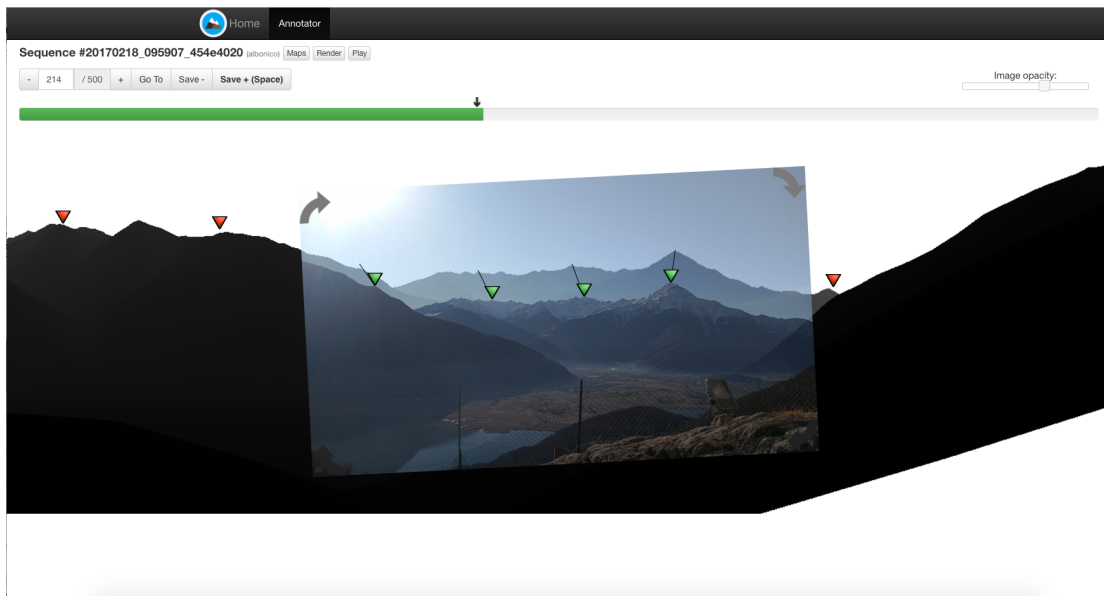 Home Annotator
Sequence #20170218_095907_454e4020 (albonico) Maps Render Play
- 214 / 500 + Go To Save - Save + (Space)
Image opacity: